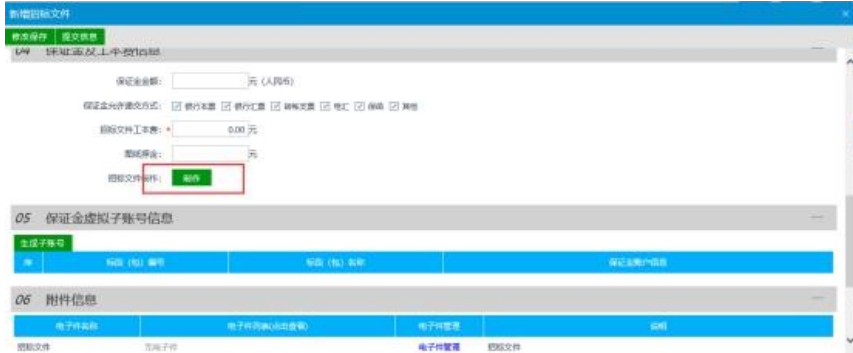 新增招标文件
修改保存 提交信息
04 保证金及工本费信息
保证金金额: 元 (人民币)
保证金允许递交方式: 银行本票 银行汇票 转帐支票 电汇 保函 其他
招标文件工本费: * 0.00 元
图纸押金: 元
招标文件制作: 制作
05 保证金虚拟子账号信息
生成子账号
序 标段 (包) 编号 标段 (包) 名称 保证金账户信息
06 附件信息
电子件名称 电子件列表(点击查看) 电子件管理 说明
招标文件 无电子件 电子件管理 招标文件